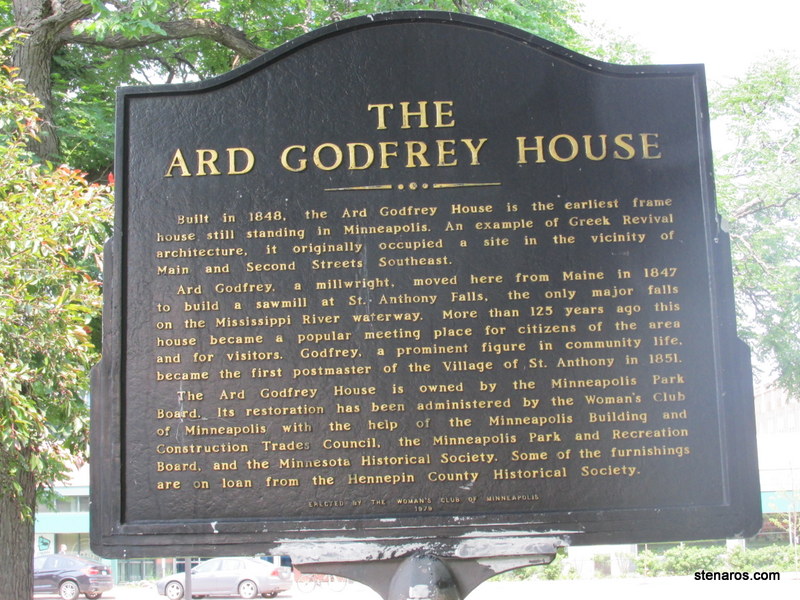 THE
ARD GODFREY HOUSE
Built in 1848, the Ard Godfrey House is the earliest frame
house still standing in Minneapolis. An example of Greek Revival
architecture, it originally occupied a site in the vicinity of
Main and Second Streets Southeast.
Ard Godfrey, a millwright, moved here from Maine in 1847
to build a sawmill at St. Anthony Falls, the only major falls
on the Mississippi River waterway. More than 125 years ago this
house became a popular meeting place for citizens of the area
and for visitors. Godfrey, a prominent figure in community life,
became the first postmaster of the Village of St. Anthony in 1851.
The Ard Godfrey House is owned by the Minneapolis Park
Board. Its restoration has been administered by the Woman's Club
of Minneapolis with the help of the Minneapolis Building and
Construction Trades Council, the Minneapolis Park and Recreation
Board, and the Minnesota Historical Society. Some of the furnishings
are on loan from the Hennepin County Historical Society.
ERECTED BY THE WOMAN'S CLUB OF MINNEAPOLIS
1979
stenaros.com